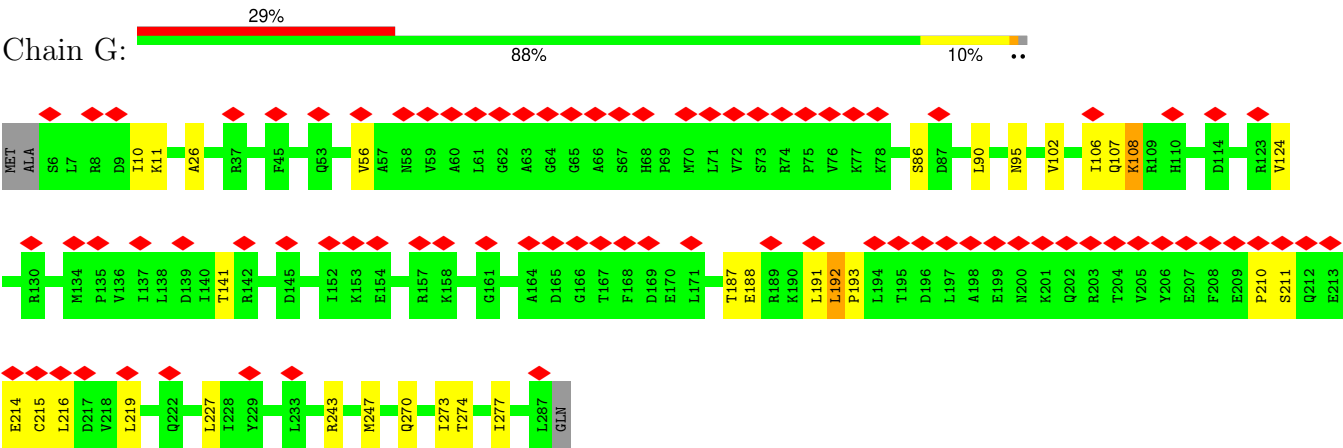 29%
Chain G:
88% 10% ••
MET ALA S6 L7 R8 D9 I10 K11 A26 R37 F45 Q53 V56 A57 N58 V59 A60 L61 G62 A63 G64 G65 A66 S67 H68 P69 M70 L71 V72 S73 R74 P75 V76 K77 K78 S86 D87 L90 N95 V102 I106 Q107 K108 R109 H110 D114 R123 V124
R130 M134 P135 V136 I137 L138 D139 I140 T141 R142 D145 I152 K153 E154 R157 K158 G161 A164 D165 G166 T167 F168 D169 E170 L171 T187 E188 R189 K190 L191 L192 P193 L194 T195 D196 L197 A198 E199 N200 K201 Q202 R203 T204 V205 Y206 E207 F208 E209 P210 S211 Q212 E213
E214 C215 L216 D217 V218 L219 Q222 L227 I228 Y229 L233 R243 M247 Q270 I273 T274 I277 L287 GLN